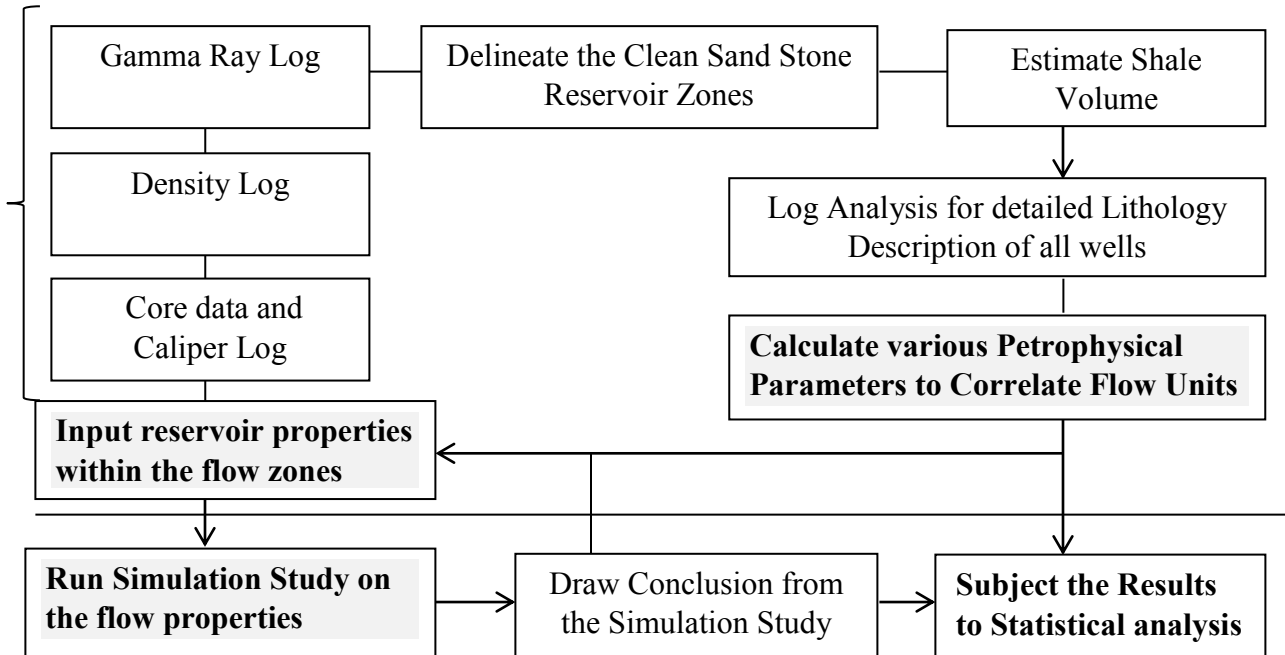 Gamma Ray Log
Delineate the Clean Sand Stone
Reservoir Zones
Estimate Shale
Volume
Density Log
Log Analysis for detailed Lithology
Description of all wells
Core data and
Caliper Log
Calculate various Petrophysical
Parameters to Correlate Flow Units
Input reservoir properties
within the flow zones
Run Simulation Study on
the flow properties
Draw Conclusion from
the Simulation Study
Subject the Results
to Statistical analysis